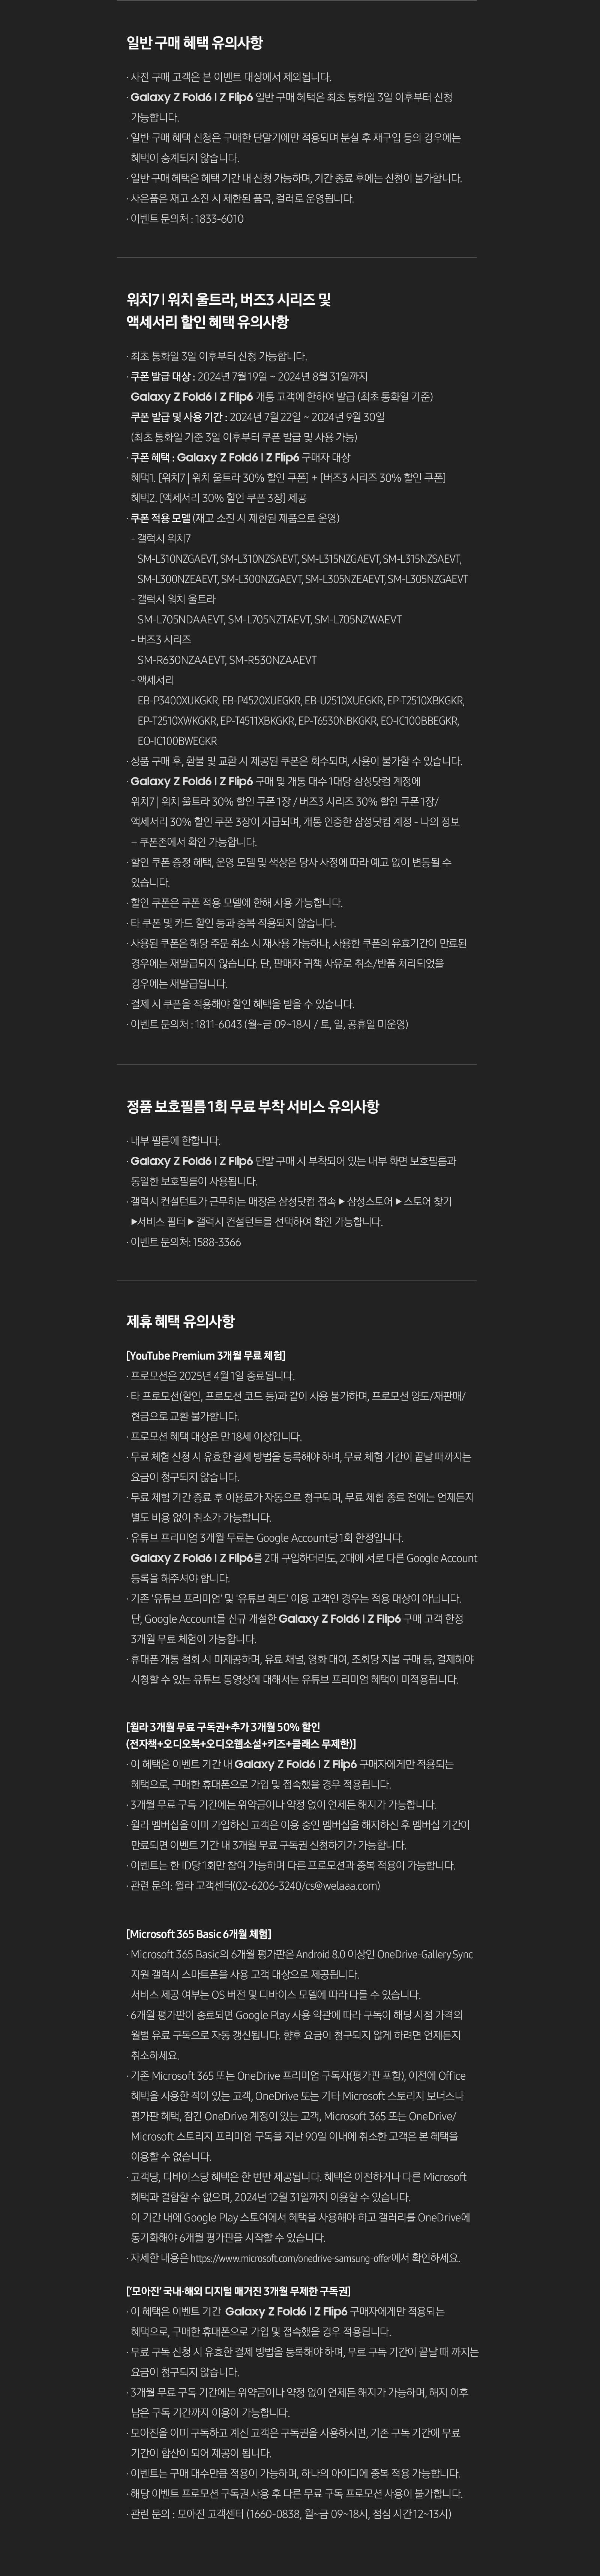 일반 구매 혜택 유의사항
· 사전 구매 고객은 본 이벤트 대상에서 제외됩니다.
· Galaxy Z Fold6 | Z Flip6 일반 구매 혜택은 최초 통화일 3일 이후부터 신청
가능합니다.
· 일반 구매 혜택 신청은 구매한 단말기에만 적용되며 분실 후 재구입 등의 경우에는
혜택이 승계되지 않습니다.
· 일반 구매 혜택은 혜택 기간 내 신청 가능하며, 기간 종료 후에는 신청이 불가합니다.
· 사은품은 재고 소진 시 제한된 품목, 컬러로 운영됩니다.
· 이벤트 문의처 : 1833-6010
워치7 | 워치 울트라, 버즈3 시리즈 및
액세서리 할인 혜택 유의사항
· 최초 통화일 3일 이후부터 신청 가능합니다.
· 쿠폰 발급 대상 : 2024년 7월 19일 ~ 2024년 8월 31일까지
Galaxy Z Fold6 | Z Flip6 개통 고객에 한하여 발급 (최초 통화일 기준)
쿠폰 발급 및 사용 기간 : 2024년 7월 22일 ~ 2024년 9월 30일
(최초 통화일 기준 3일 이후부터 쿠폰 발급 및 사용 가능)
· 쿠폰 혜택 : Galaxy Z Fold6 | Z Flip6 구매자 대상
혜택1. [워치7 | 워치 울트라 30% 할인 쿠폰] + [버즈3 시리즈 30% 할인 쿠폰]
혜택2. [액세서리 30% 할인 쿠폰 3장] 제공
· 쿠폰 적용 모델 (재고 소진 시 제한된 제품으로 운영)
- 갤럭시 워치7
SM-L310NZGAEVT, SM-L310NZSAEVT, SM-L315NZGAEVT, SM-L315NZSAEVT,
SM-L300NZEAEVT, SM-L300NZGAEVT, SM-L305NZEAEVT, SM-L305NZGAEVT
- 갤럭시 워치 울트라
SM-L705NDAAEVT, SM-L705NZTAEVT, SM-L705NZWAEVT
- 버즈3 시리즈
SM-R630NZAAEVT, SM-R530NZAAEVT
- 액세서리
EB-P3400XUKGKR, EB-P4520XUEGKR, EB-U2510XUEGKR, EP-T2510XBKGKR,
EP-T2510XWKGKR, EP-T4511XBKGKR, EP-T6530NBKGKR, EO-IC100BBEGKR,
EO-IC100BWEGKR
· 상품 구매 후, 환불 및 교환 시 제공된 쿠폰은 회수되며, 사용이 불가할 수 있습니다.
· Galaxy Z Fold6 | Z Flip6 구매 및 개통 대수 1대당 삼성닷컴 계정에
워치7 | 워치 울트라 30% 할인 쿠폰 1장 / 버즈3 시리즈 30% 할인 쿠폰 1장/
액세서리 30% 할인 쿠폰 3장이 지급되며, 개통 인증한 삼성닷컴 계정 - 나의 정보
– 쿠폰존에서 확인 가능합니다.
· 할인 쿠폰 증정 혜택, 운영 모델 및 색상은 당사 사정에 따라 예고 없이 변동될 수
있습니다.
· 할인 쿠폰은 쿠폰 적용 모델에 한해 사용 가능합니다.
· 타 쿠폰 및 카드 할인 등과 중복 적용되지 않습니다.
· 사용된 쿠폰은 해당 주문 취소 시 재사용 가능하나, 사용한 쿠폰의 유효기간이 만료된
경우에는 재발급되지 않습니다. 단, 판매자 귀책 사유로 취소/반품 처리되었을
경우에는 재발급됩니다.
· 결제 시 쿠폰을 적용해야 할인 혜택을 받을 수 있습니다.
· 이벤트 문의처 : 1811-6043 (월~금 09~18시 / 토, 일, 공휴일 미운영)
정품 보호필름 1회 무료 부착 서비스 유의사항
· 내부 필름에 한합니다.
· Galaxy Z Fold6 | Z Flip6 단말 구매 시 부착되어 있는 내부 화면 보호필름과
동일한 보호필름이 사용됩니다.
· 갤럭시 컨설턴트가 근무하는 매장은 삼성닷컴 접속 ▶ 삼성스토어 ▶ 스토어 찾기
▶서비스 필터 ▶ 갤럭시 컨설턴트를 선택하여 확인 가능합니다.
· 이벤트 문의처: 1588-3366
제휴 혜택 유의사항
[YouTube Premium 3개월 무료 체험]
· 프로모션은 2025년 4월 1일 종료됩니다.
· 타 프로모션(할인, 프로모션 코드 등)과 같이 사용 불가하며, 프로모션 양도/재판매/
현금으로 교환 불가합니다.
· 프로모션 혜택 대상은 만 18세 이상입니다.
· 무료 체험 신청 시 유효한 결제 방법을 등록해야 하며, 무료 체험 기간이 끝날 때까지는
요금이 청구되지 않습니다.
· 무료 체험 기간 종료 후 이용료가 자동으로 청구되며, 무료 체험 종료 전에는 언제든지
별도 비용 없이 취소가 가능합니다.
· 유튜브 프리미엄 3개월 무료는 Google Account당 1회 한정입니다.
Galaxy Z Fold6 | Z Flip6를 2대 구입하더라도, 2대에 서로 다른 Google Account
등록을 해주셔야 합니다.
· 기존 '유튜브 프리미엄' 및 '유튜브 레드' 이용 고객인 경우는 적용 대상이 아닙니다.
단, Google Account를 신규 개설한 Galaxy Z Fold6 | Z Flip6 구매 고객 한정
3개월 무료 체험이 가능합니다.
· 휴대폰 개통 철회 시 미제공하며, 유료 채널, 영화 대여, 조회당 지불 구매 등, 결제해야
시청할 수 있는 유튜브 동영상에 대해서는 유튜브 프리미엄 혜택이 미적용됩니다.
[윌라 3개월 무료 구독권+추가 3개월 50% 할인
(전자책+오디오북+오디오웹소설+키즈+클래스 무제한)]
· 이 혜택은 이벤트 기간 내 Galaxy Z Fold6 | Z Flip6 구매자에게만 적용되는
혜택으로, 구매한 휴대폰으로 가입 및 접속했을 경우 적용됩니다.
· 3개월 무료 구독 기간에는 위약금이나 약정 없이 언제든 해지가 가능합니다.
· 윌라 멤버십을 이미 가입하신 고객은 이용 중인 멤버십을 해지하신 후 멤버십 기간이
만료되면 이벤트 기간 내 3개월 무료 구독권 신청하기가 가능합니다.
· 이벤트는 한 ID당 1회만 참여 가능하며 다른 프로모션과 중복 적용이 가능합니다.
· 관련 문의: 윌라 고객센터(02-6206-3240/cs@welaaa.com)
[Microsoft 365 Basic 6개월 체험]
· Microsoft 365 Basic의 6개월 평가판은 Android 8.0 이상인 OneDrive-Gallery Sync
지원 갤럭시 스마트폰을 사용 고객 대상으로 제공됩니다.
서비스 제공 여부는 OS 버전 및 디바이스 모델에 따라 다를 수 있습니다.
· 6개월 평가판이 종료되면 Google Play 사용 약관에 따라 구독이 해당 시점 가격의
월별 유료 구독으로 자동 갱신됩니다. 향후 요금이 청구되지 않게 하려면 언제든지
취소하세요.
· 기존 Microsoft 365 또는 OneDrive 프리미엄 구독자(평가판 포함), 이전에 Office
혜택을 사용한 적이 있는 고객, OneDrive 또는 기타 Microsoft 스토리지 보너스나
평가판 혜택, 잠긴 OneDrive 계정이 있는 고객, Microsoft 365 또는 OneDrive/
Microsoft 스토리지 프리미엄 구독을 지난 90일 이내에 취소한 고객은 본 혜택을
이용할 수 없습니다.
· 고객당, 디바이스당 혜택은 한 번만 제공됩니다. 혜택은 이전하거나 다른 Microsoft
혜택과 결합할 수 없으며, 2024년 12월 31일까지 이용할 수 있습니다.
이 기간 내에 Google Play 스토어에서 혜택을 사용해야 하고 갤러리를 OneDrive에
동기화해야 6개월 평가판을 시작할 수 있습니다.
· 자세한 내용은 https://www.microsoft.com/onedrive-samsung-offer에서 확인하세요.
['모아진' 국내·해외 디지털 매거진 3개월 무제한 구독권]
· 이 혜택은 이벤트 기간 Galaxy Z Fold6 | Z Flip6 구매자에게만 적용되는
혜택으로, 구매한 휴대폰으로 가입 및 접속했을 경우 적용됩니다.
· 무료 구독 신청 시 유효한 결제 방법을 등록해야 하며, 무료 구독 기간이 끝날 때 까지는
요금이 청구되지 않습니다.
· 3개월 무료 구독 기간에는 위약금이나 약정 없이 언제든 해지가 가능하며, 해지 이후
남은 구독 기간까지 이용이 가능합니다.
· 모아진을 이미 구독하고 계신 고객은 구독권을 사용하시면, 기존 구독 기간에 무료
기간이 합산이 되어 제공이 됩니다.
· 이벤트는 구매 대수만큼 적용이 가능하며, 하나의 아이디에 중복 적용 가능합니다.
· 해당 이벤트 프로모션 구독권 사용 후 다른 무료 구독 프로모션 사용이 불가합니다.
· 관련 문의 : 모아진 고객센터 (1660-0838, 월~금 09~18시, 점심 시간 12~13시)